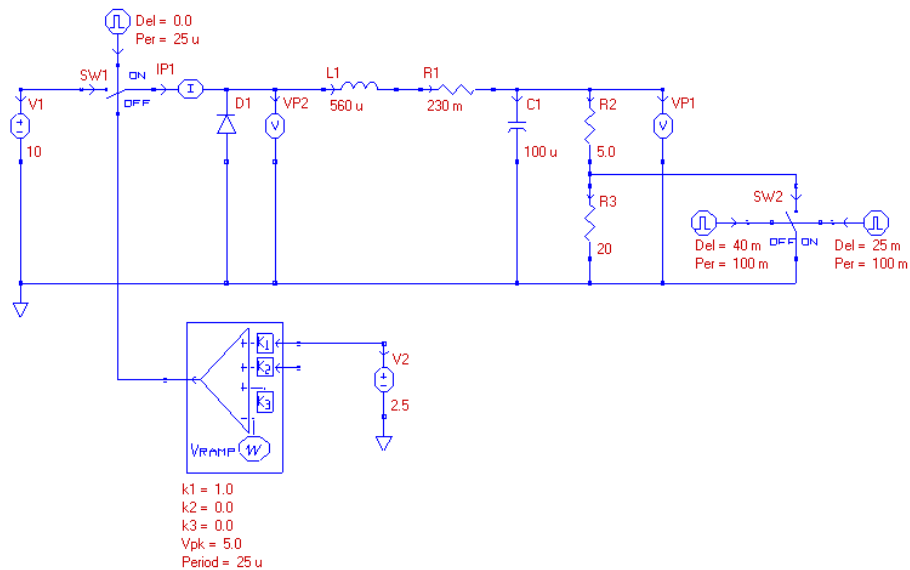 Del = 0.0
Per = 25 u
SW1
ON
OFF
IP1
I
V1
10
D1
VP2
V
L1
560 u
R1
230 m
C1
100 u
R2
5.0
VP1
V
R3
20
SW2
OFF ON
Del = 40 m
Per = 100 m
Del = 25 m
Per = 100 m
K1
K2
K3
VRAMP
W
V2
2.5
k1 = 1.0
k2 = 0.0
k3 = 0.0
Vpk = 5.0
Period = 25 u